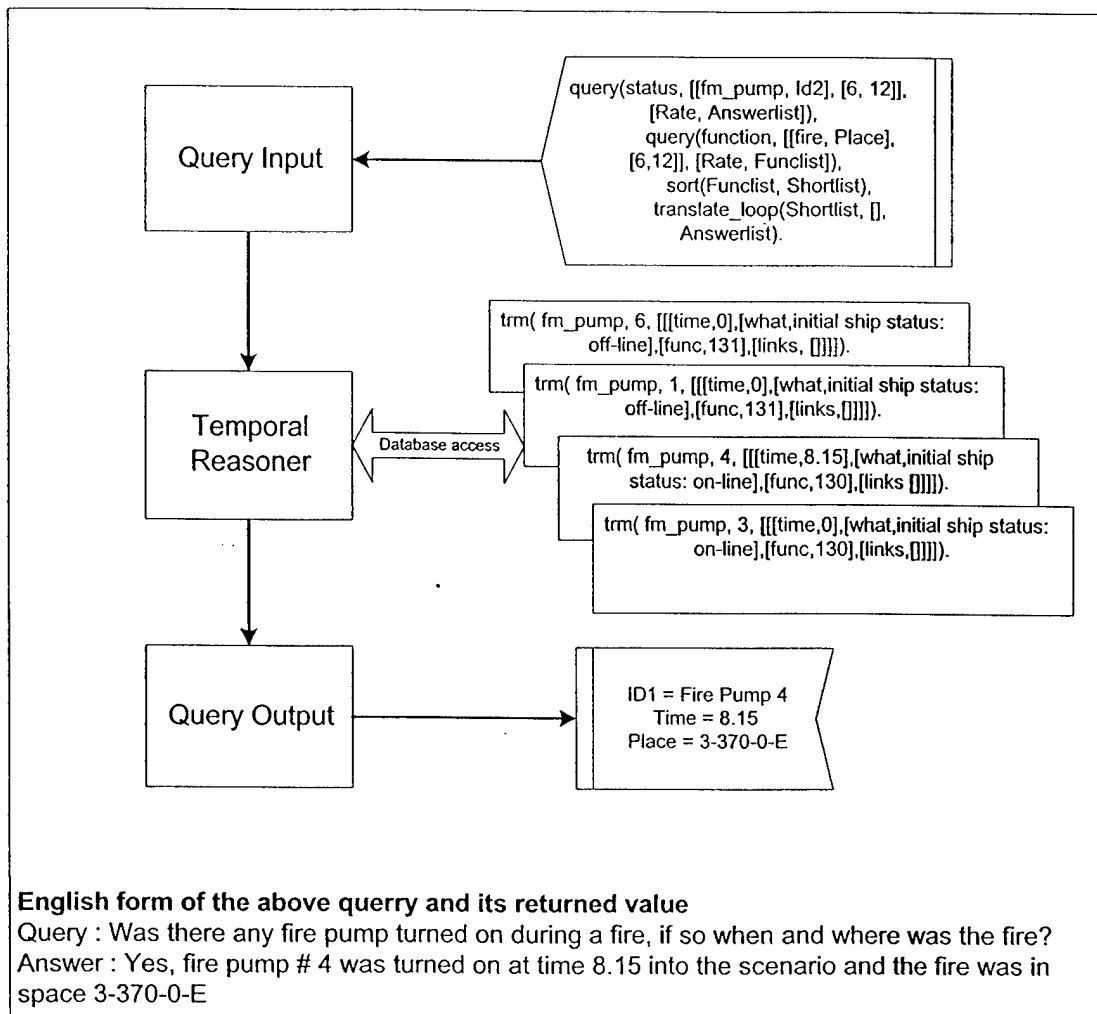 query(status, [[fm_pump, Id2], [6, 12]],
[Rate, Answerlist]),
query(function, [[fire, Place],
[6,12]], [Rate, Funclist]),
sort(Funclist, Shortlist),
translate_loop(Shortlist, [],
Answerlist).
Query Input
trm( fm_pump, 6, [[[time,0],[what,initial ship status:
off-line],[func,131],[links, []]]]).
trm( fm_pump, 1, [[[time,0],[what,initial ship status:
off-line],[func,131],[links,[]]]]).
Temporal
Reasoner
Database access
trm( fm_pump, 4, [[[time,8.15],[what,initial ship
status: on-line],[func,130],[links []]]]).
trm( fm_pump, 3, [[[time,0],[what,initial ship status:
on-line],[func,130],[links,[]]]]).
Query Output
ID1 = Fire Pump 4
Time = 8.15
Place = 3-370-0-E
English form of the above querry and its returned value
Query : Was there any fire pump turned on during a fire, if so when and where was the fire?
Answer : Yes, fire pump # 4 was turned on at time 8.15 into the scenario and the fire was in
space 3-370-0-E